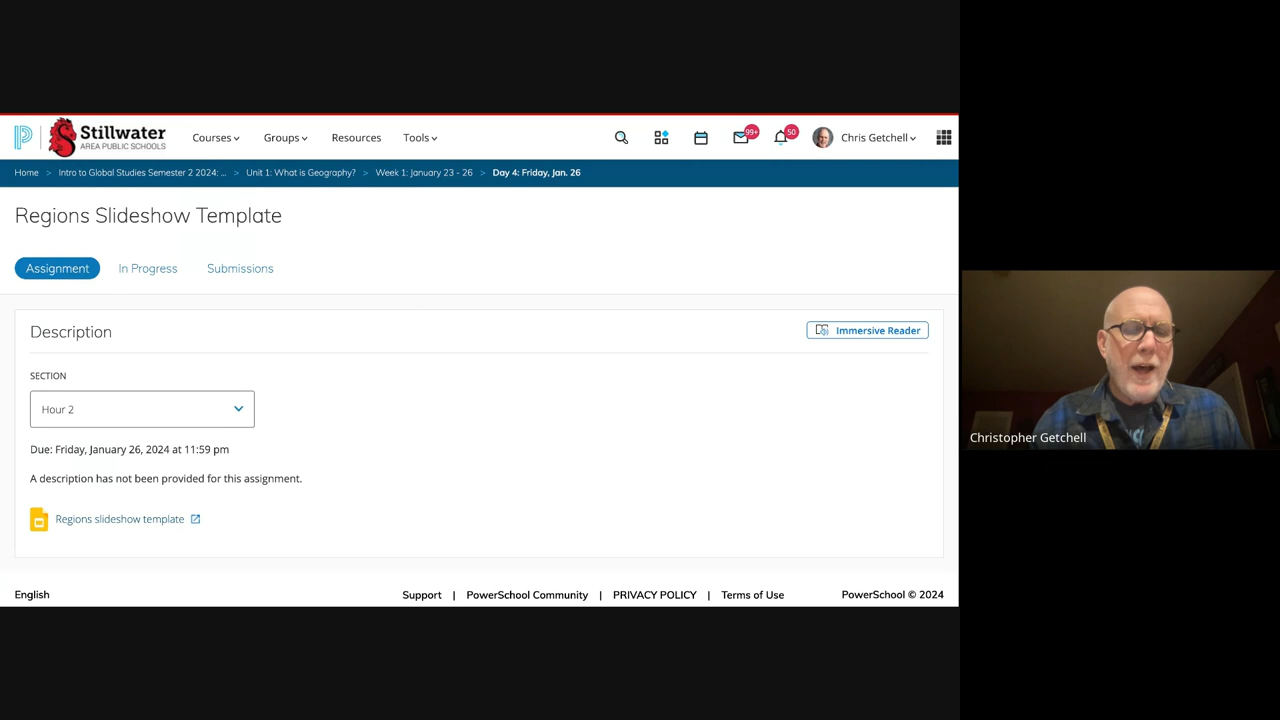 Stillwater
AREA PUBLIC SCHOOLS
Courses
Groups
Resources
Tools
99+
50
Chris Getchell
Home > Intro to Global Studies Semester 2 2024: ... > Unit 1: What is Geography? > Week 1: January 23 - 26 > Day 4: Friday, Jan. 26
Regions Slideshow Template
Assignment
In Progress
Submissions
Description
Immersive Reader
SECTION
Hour 2
Due: Friday, January 26, 2024 at 11:59 pm
A description has not been provided for this assignment.
Regions slideshow template
Christopher Getchell
English
Support | PowerSchool Community | PRIVACY POLICY | Terms of Use
PowerSchool © 2024